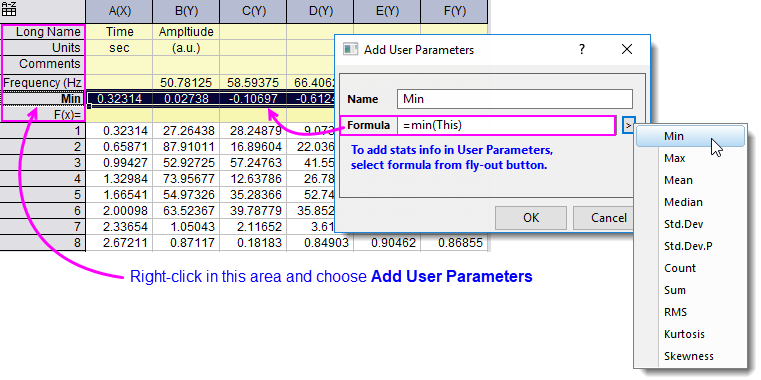 A-Z A(X) B(Y) C(Y) D(Y) E(Y) F(Y)
Long Name Time Ampltiude
Units sec (a.u.)
Comments
Frequency (Hz 50.78125 58.59375 66.4062
Min 0.32314 0.02738 -0.10697 -0.6124
F(x)=
1 0.32314 27.26438 28.24879 9.073
2 0.65871 87.91011 16.89604 22.036
3 0.99427 52.92725 57.24763 41.55
4 1.32984 73.95677 12.63786 26.78
5 1.66541 54.97326 35.28366 52.74
6 2.00098 63.52367 39.78779 35.852
7 2.33654 1.05043 2.11652 3.61
8 2.67211 0.87117 0.18183 0.84903 0.90462 0.86855
Add User Parameters ?
Name Min
Formula =min(This) >
To add stats info in User Parameters,
select formula from fly-out button.
OK Cancel
Min
Max
Mean
Median
Std.Dev
Std.Dev.P
Count
Sum
RMS
Kurtosis
Skewness
Right-click in this area and choose Add User Parameters